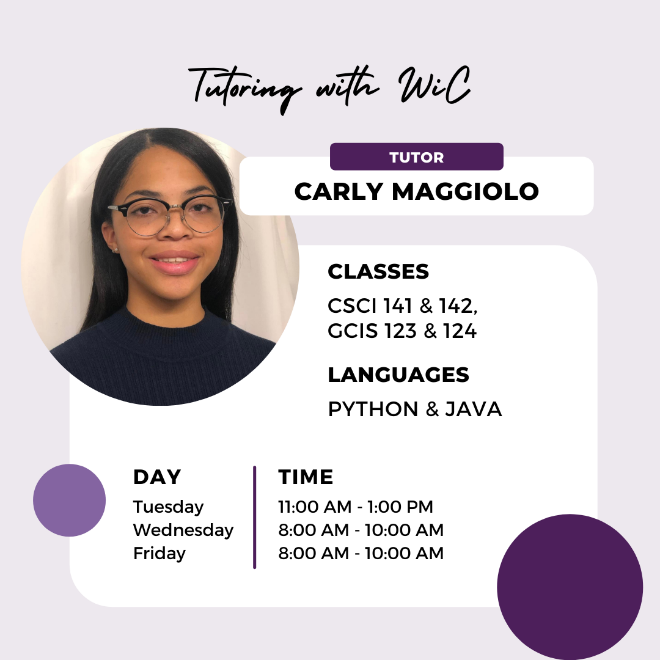 Tutoring with WiC
TUTOR
CARLY MAGGIOLO
CLASSES
CSCI 141 & 142,
GCIS 123 & 124
LANGUAGES
PYTHON & JAVA
DAY TIME
Tuesday 11:00 AM - 1:00 PM
Wednesday 8:00 AM - 10:00 AM
Friday 8:00 AM - 10:00 AM